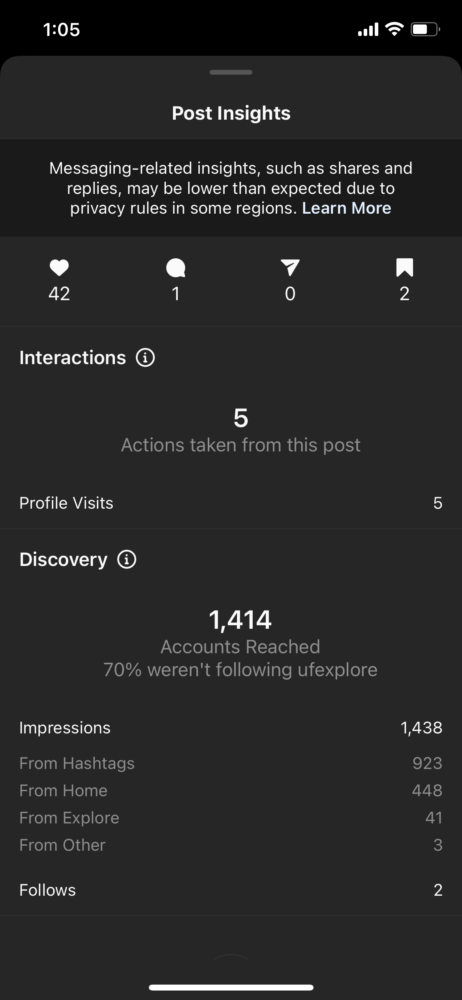 1:05
Post Insights
Messaging-related insights, such as shares and
replies, may be lower than expected due to
privacy rules in some regions. Learn More
42 1 0 2
Interactions
5
Actions taken from this post
Profile Visits 5
Discovery
1,414
Accounts Reached
70% weren't following ufexplore
Impressions 1,438
From Hashtags 923
From Home 448
From Explore 41
From Other 3
Follows 2